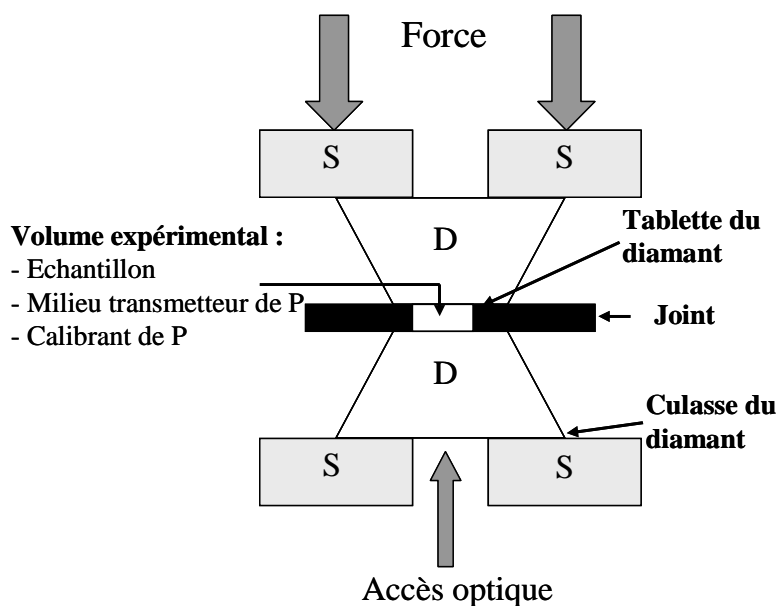 Force
S
S
D
Volume expérimental :
- Echantillon
- Milieu transmetteur de P
- Calibrant de P
Tablette du
diamant
Joint
D
Culasse du
diamant
S
S
Accès optique